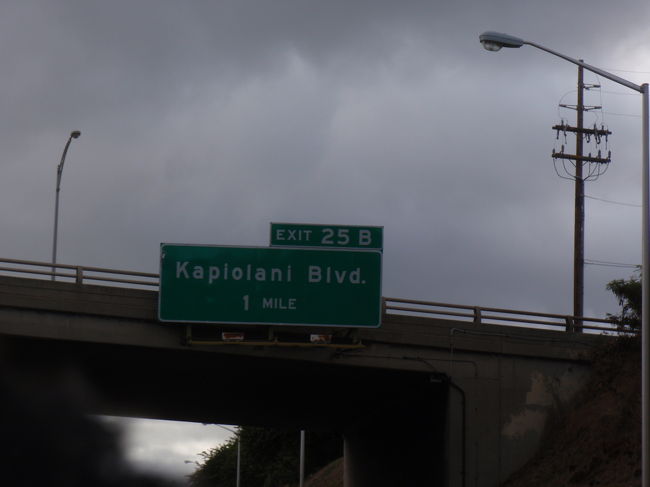 EXIT 25 B
Kapiolani Blvd.
1 MILE